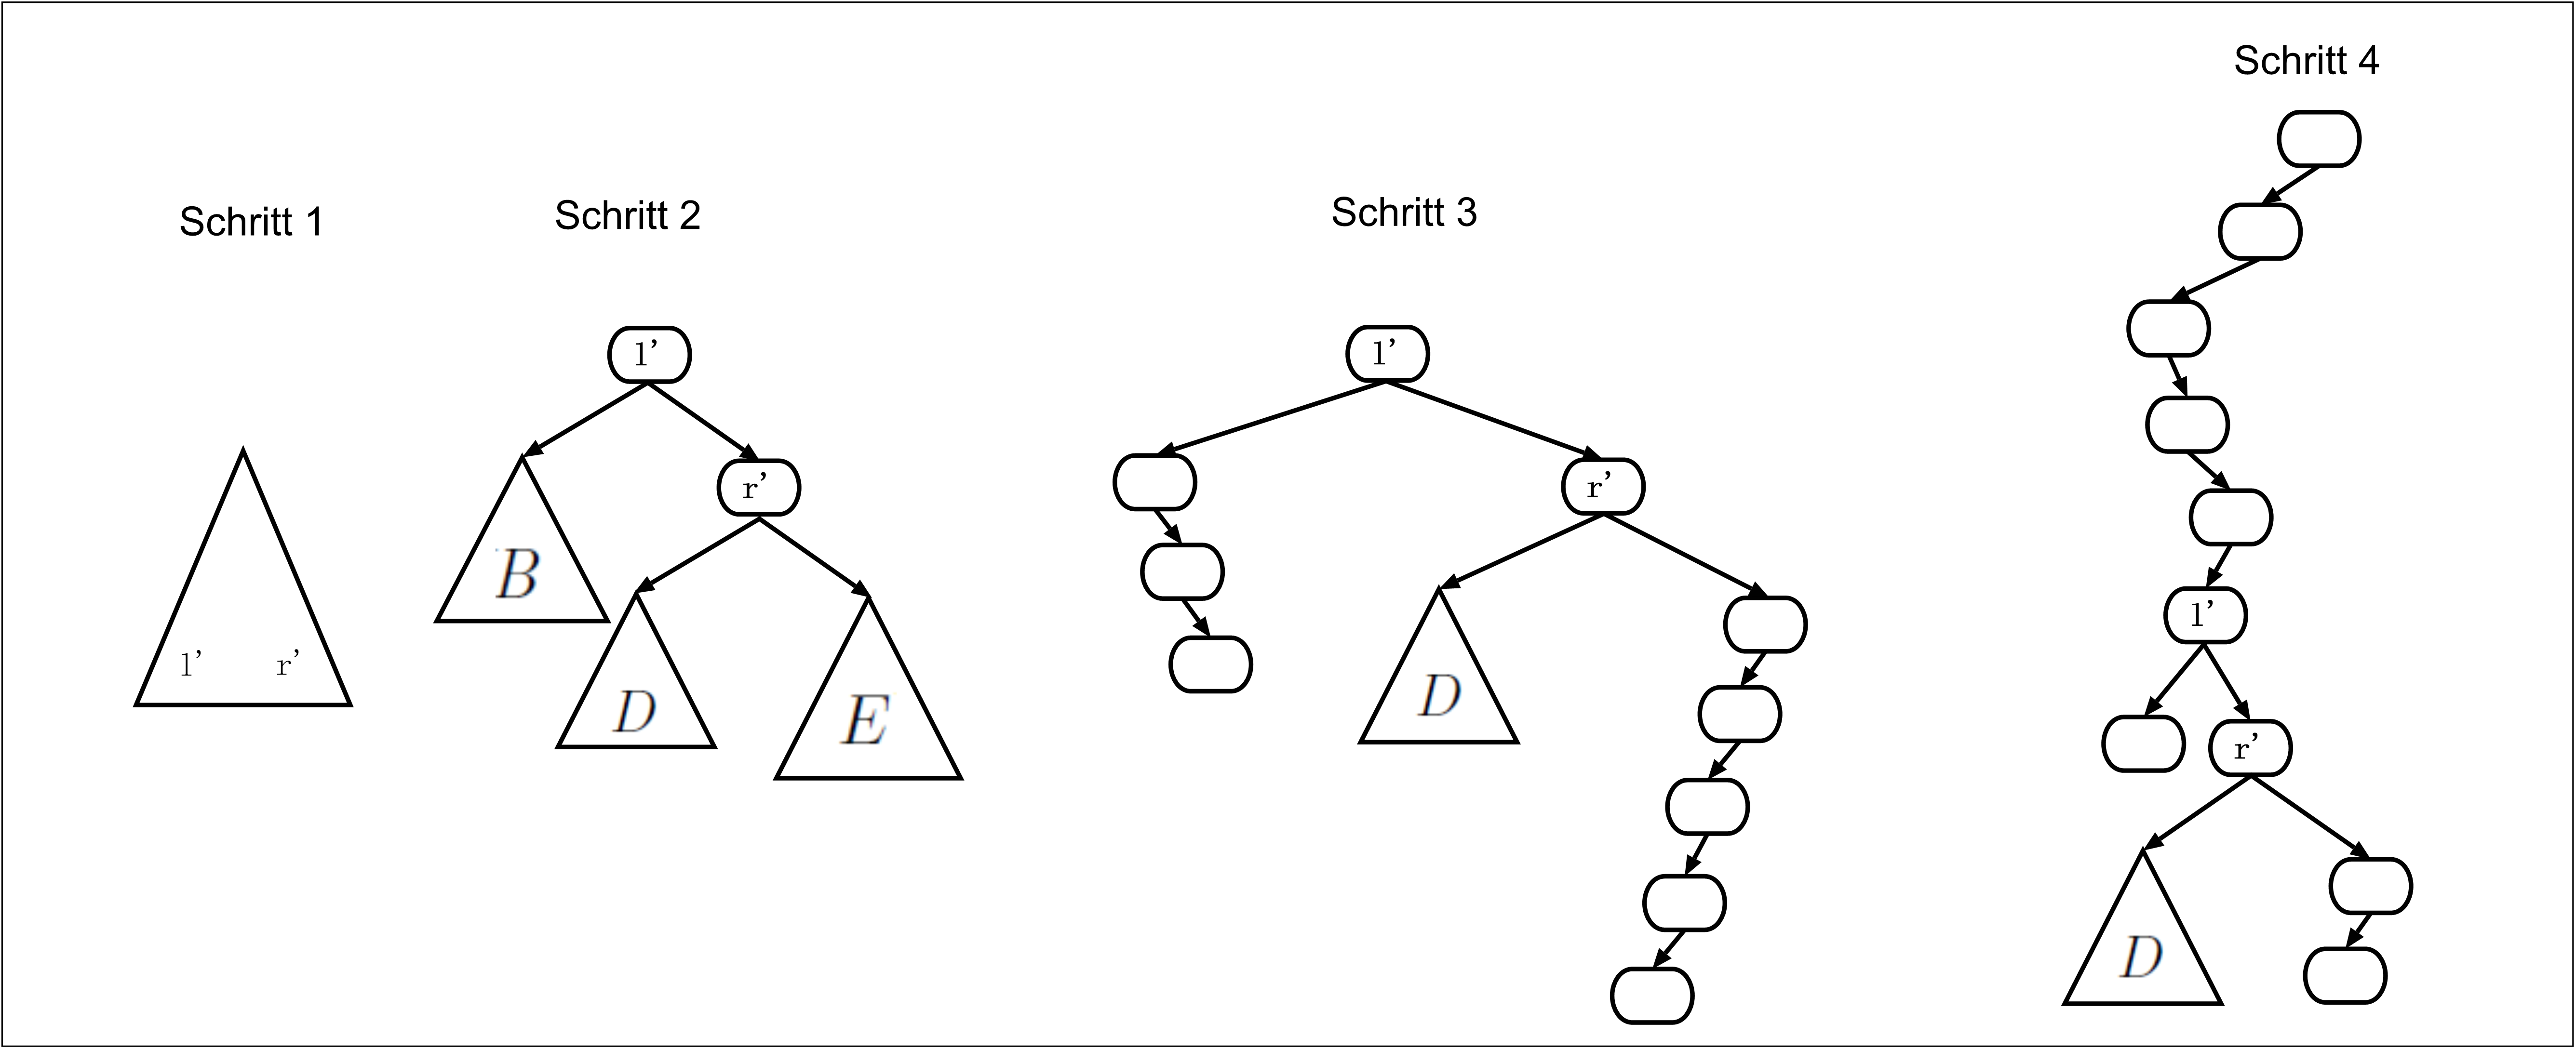 Schritt 1
l' r'
Schritt 2
l'
r'
B
D
E
Schritt 3
l'
r'
D
Schritt 4
l'
r'
D